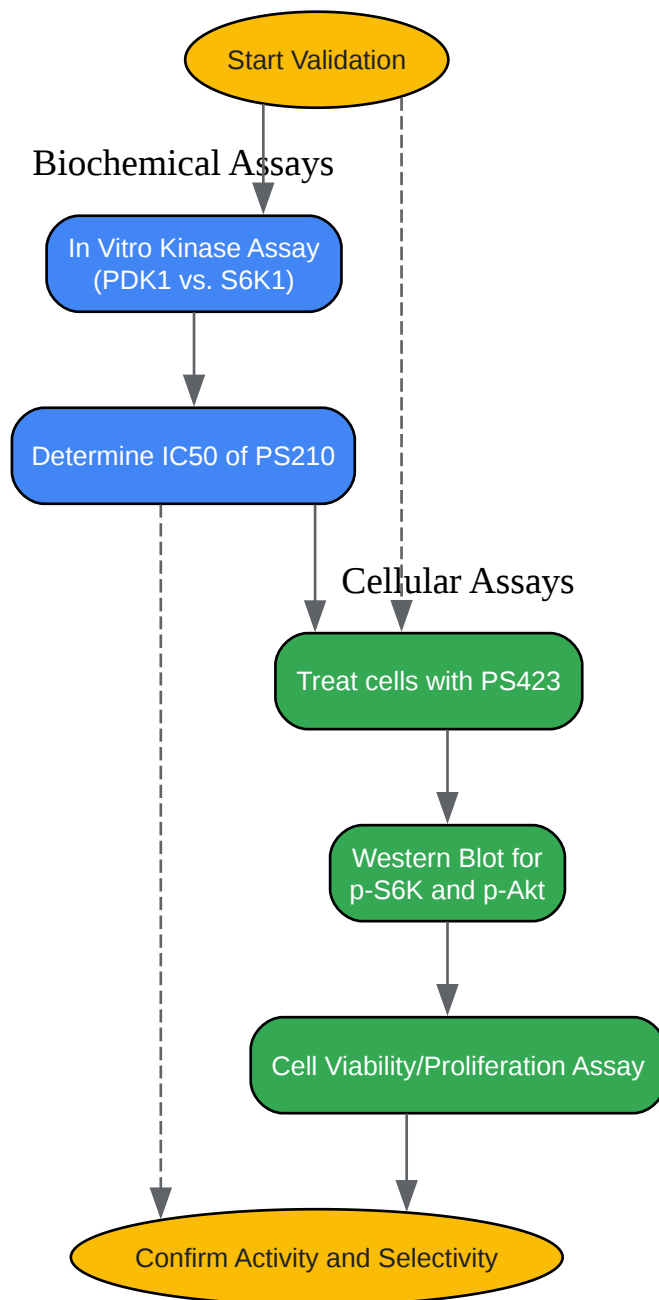 Start Validation
Biochemical Assays
In Vitro Kinase Assay
(PDK1 vs. S6K1)
Determine IC50 of PS210
Cellular Assays
Treat cells with PS423
Western Blot for
p-S6K and p-Akt
Cell Viability/Proliferation Assay
Confirm Activity and Selectivity